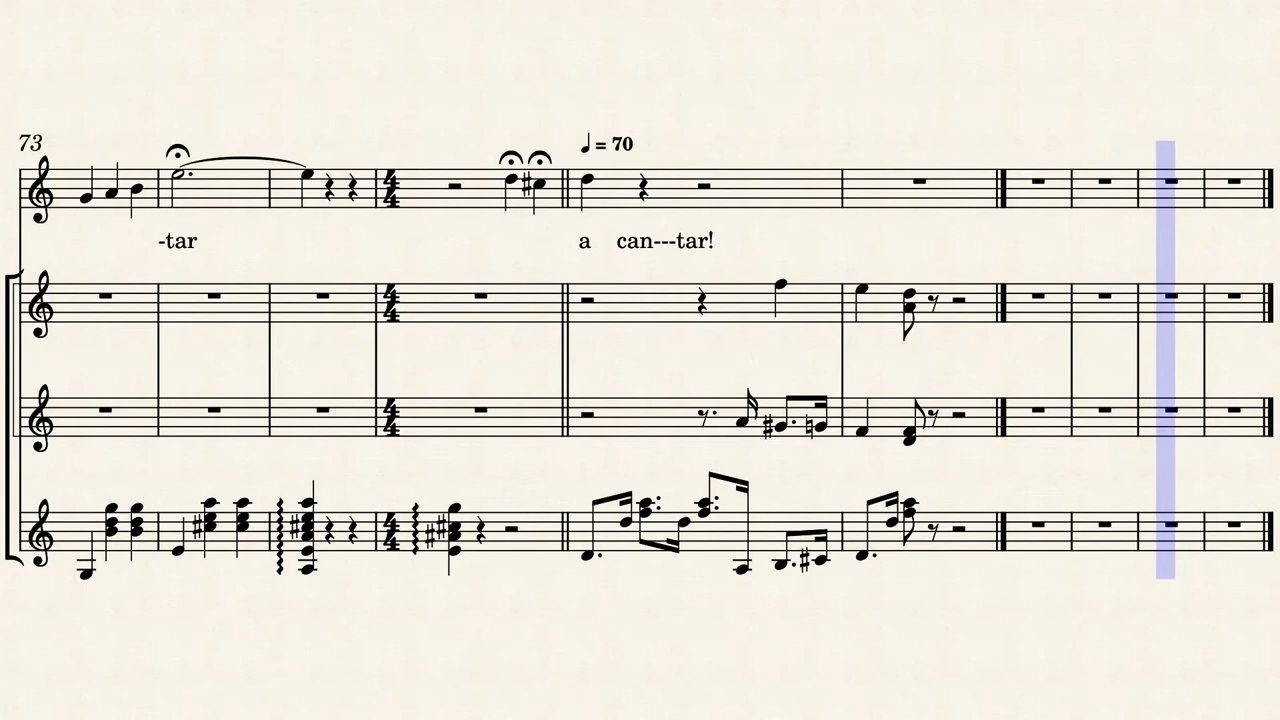 73
♩ = 70
-tar a can---tar!